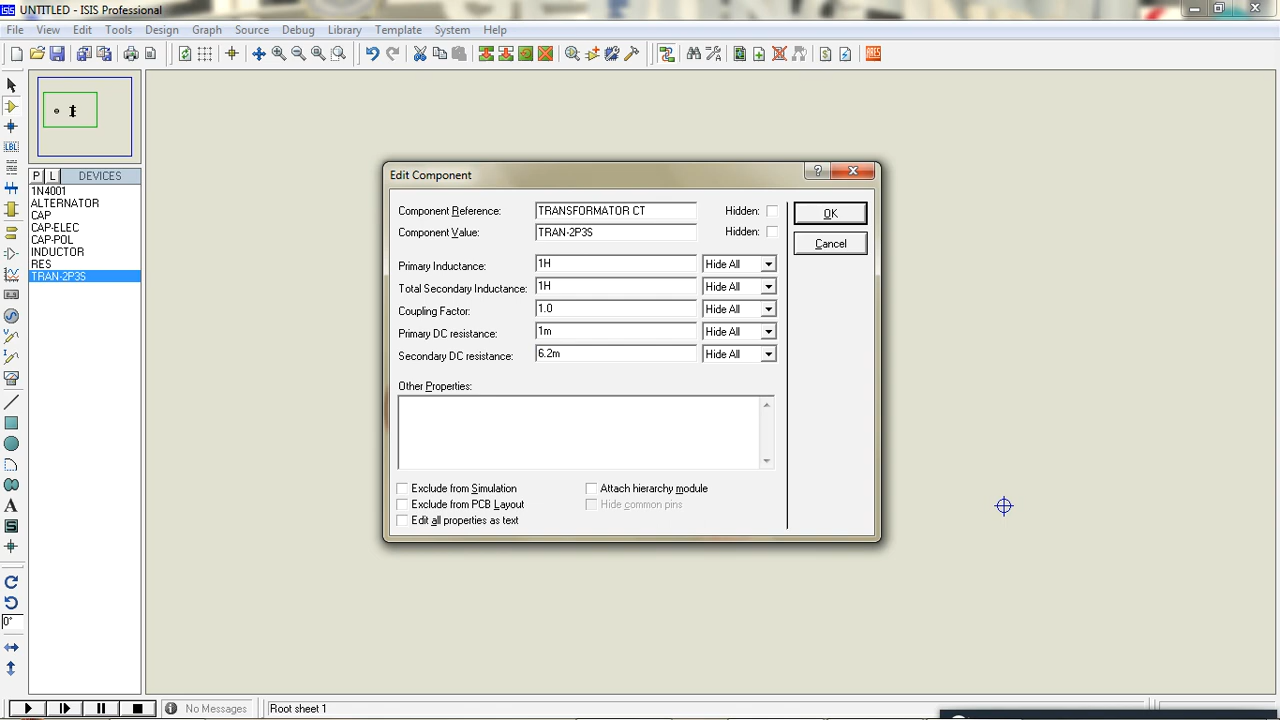 ISIS UNTITLED - ISIS Professional
File View Edit Tools Design Graph Source Debug Library Template System Help
LBL
P L DEVICES
1N4001
ALTERNATOR
CAP
CAP-ELEC
CAP-POL
INDUCTOR
RES
TRAN-2P3S
A
S
0°
Edit Component
?
Component Reference: TRANSFORMATOR CT Hidden:
OK
Component Value: TRAN-2P3S Hidden:
Cancel
Primary Inductance: 1H Hide All
Total Secondary Inductance: 1H Hide All
Coupling Factor: 1.0 Hide All
Primary DC resistance: 1m Hide All
Secondary DC resistance: 6.2m Hide All
Other Properties:
Exclude from Simulation Attach hierarchy module
Exclude from PCB Layout Hide common pins
Edit all properties as text
ARES
No Messages Root sheet 1